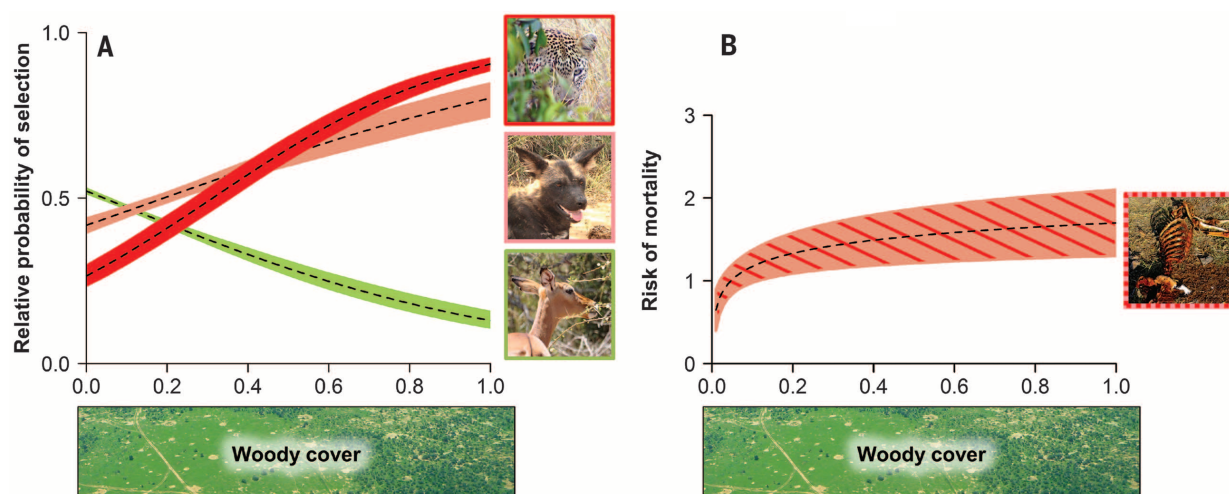 A
Relative probability of selection
1.0
0.5
0.0
0.0 0.2 0.4 0.6 0.8 1.0
Woody cover
B
Risk of mortality
3
2
1
0
0.0 0.2 0.4 0.6 0.8 1.0
Woody cover